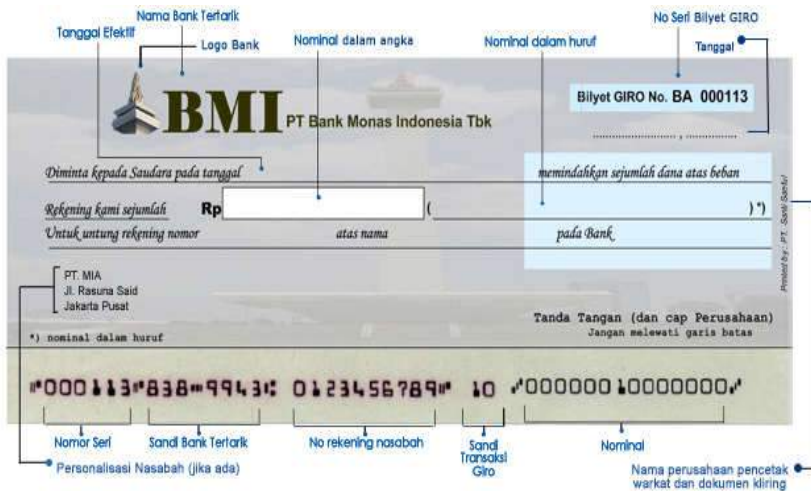 Nama Bank Tertarik
No Seri Bilyet GIRO
Tanggal Efektif
Logo Bank
Nominal dalam angka
Nominal dalam huruf
Tanggal
BMI PT Bank Monas Indonesia Tbk
Bilyet GIRO No. BA 000113
.................... , ...............
Diminta kepada Saudara pada tanggal memindahkan sejumlah dana atas beban
Rekening kami sejumlah Rp ( ) *)
Untuk untung rekening nomor atas nama pada Bank
Printed by : PT. Santi Santul
PT. MIA
Jl. Rasuna Said
Jakarta Pusat
Tanda Tangan (dan cap Perusahaan)
Jangan melewati garis batas
*) nominal dalam huruf
⑈000113⑈838⑉9943⑆ 0123456789⑈ 10 ⑇00000010000000⑇
Nomor Seri
Sandi Bank Tertarik
No rekening nasabah
Sandi
Transaksi
Giro
Nominal
Personalisasi Nasabah (jika ada)
Nama perusahaan pencetak
warkat dan dokumen kliring